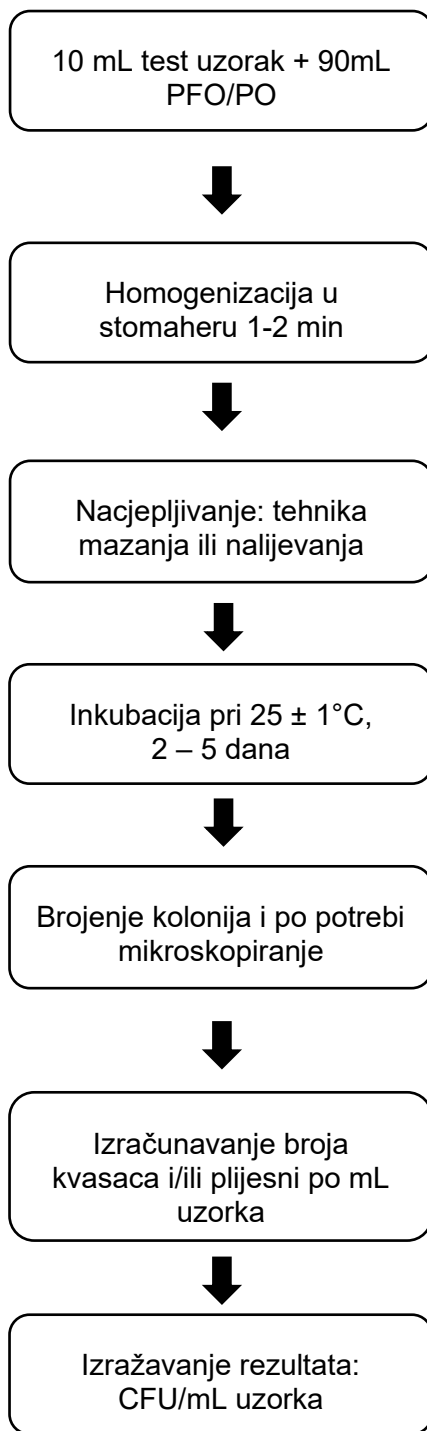 10 mL test uzorak + 90mL
PFO/PO
Homogenizacija u
stomaheru 1-2 min
Nacjepljivanje: tehnika
mazanja ili nalijevanja
Inkubacija pri 25 ± 1°C,
2 – 5 dana
Brojenje kolonija i po potrebi
mikroskopiranje
Izračunavanje broja
kvasaca i/ili plijesni po mL
uzorka
Izražavanje rezultata:
CFU/mL uzorka